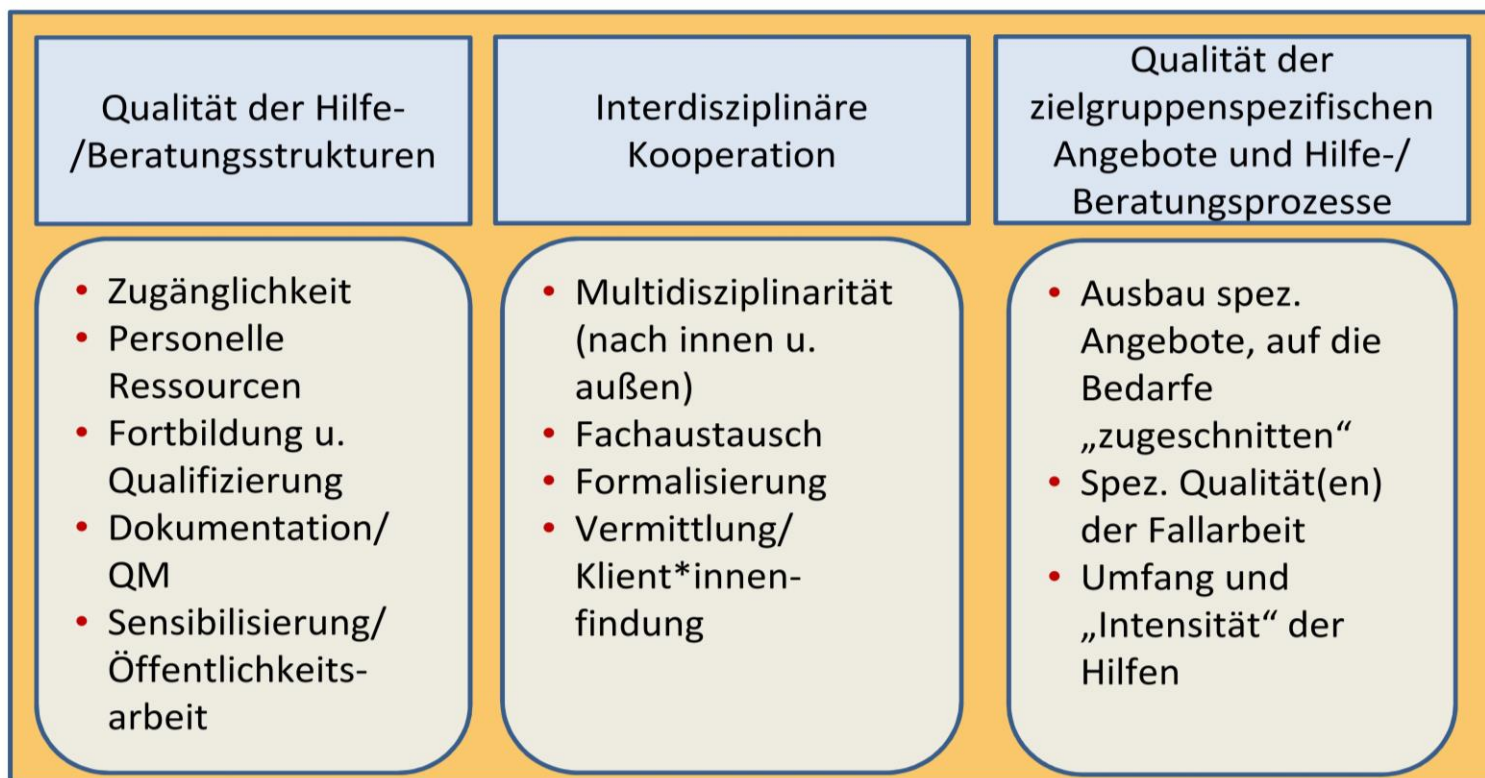 Qualität der Hilfe-
/Beratungsstrukturen
• Zugänglichkeit
• Personelle
Ressourcen
• Fortbildung u.
Qualifizierung
• Dokumentation/
QM
• Sensibilisierung/
Öffentlichkeits-
arbeit
Interdisziplinäre
Kooperation
• Multidisziplinarität
(nach innen u.
außen)
• Fachaustausch
• Formalisierung
• Vermittlung/
Klient*innen-
findung
Qualität der
zielgruppenspezifischen
Angebote und Hilfe-/
Beratungsprozesse
• Ausbau spez.
Angebote, auf die
Bedarfe
„zugeschnitten“
• Spez. Qualität(en)
der Fallarbeit
• Umfang und
„Intensität“ der
Hilfen